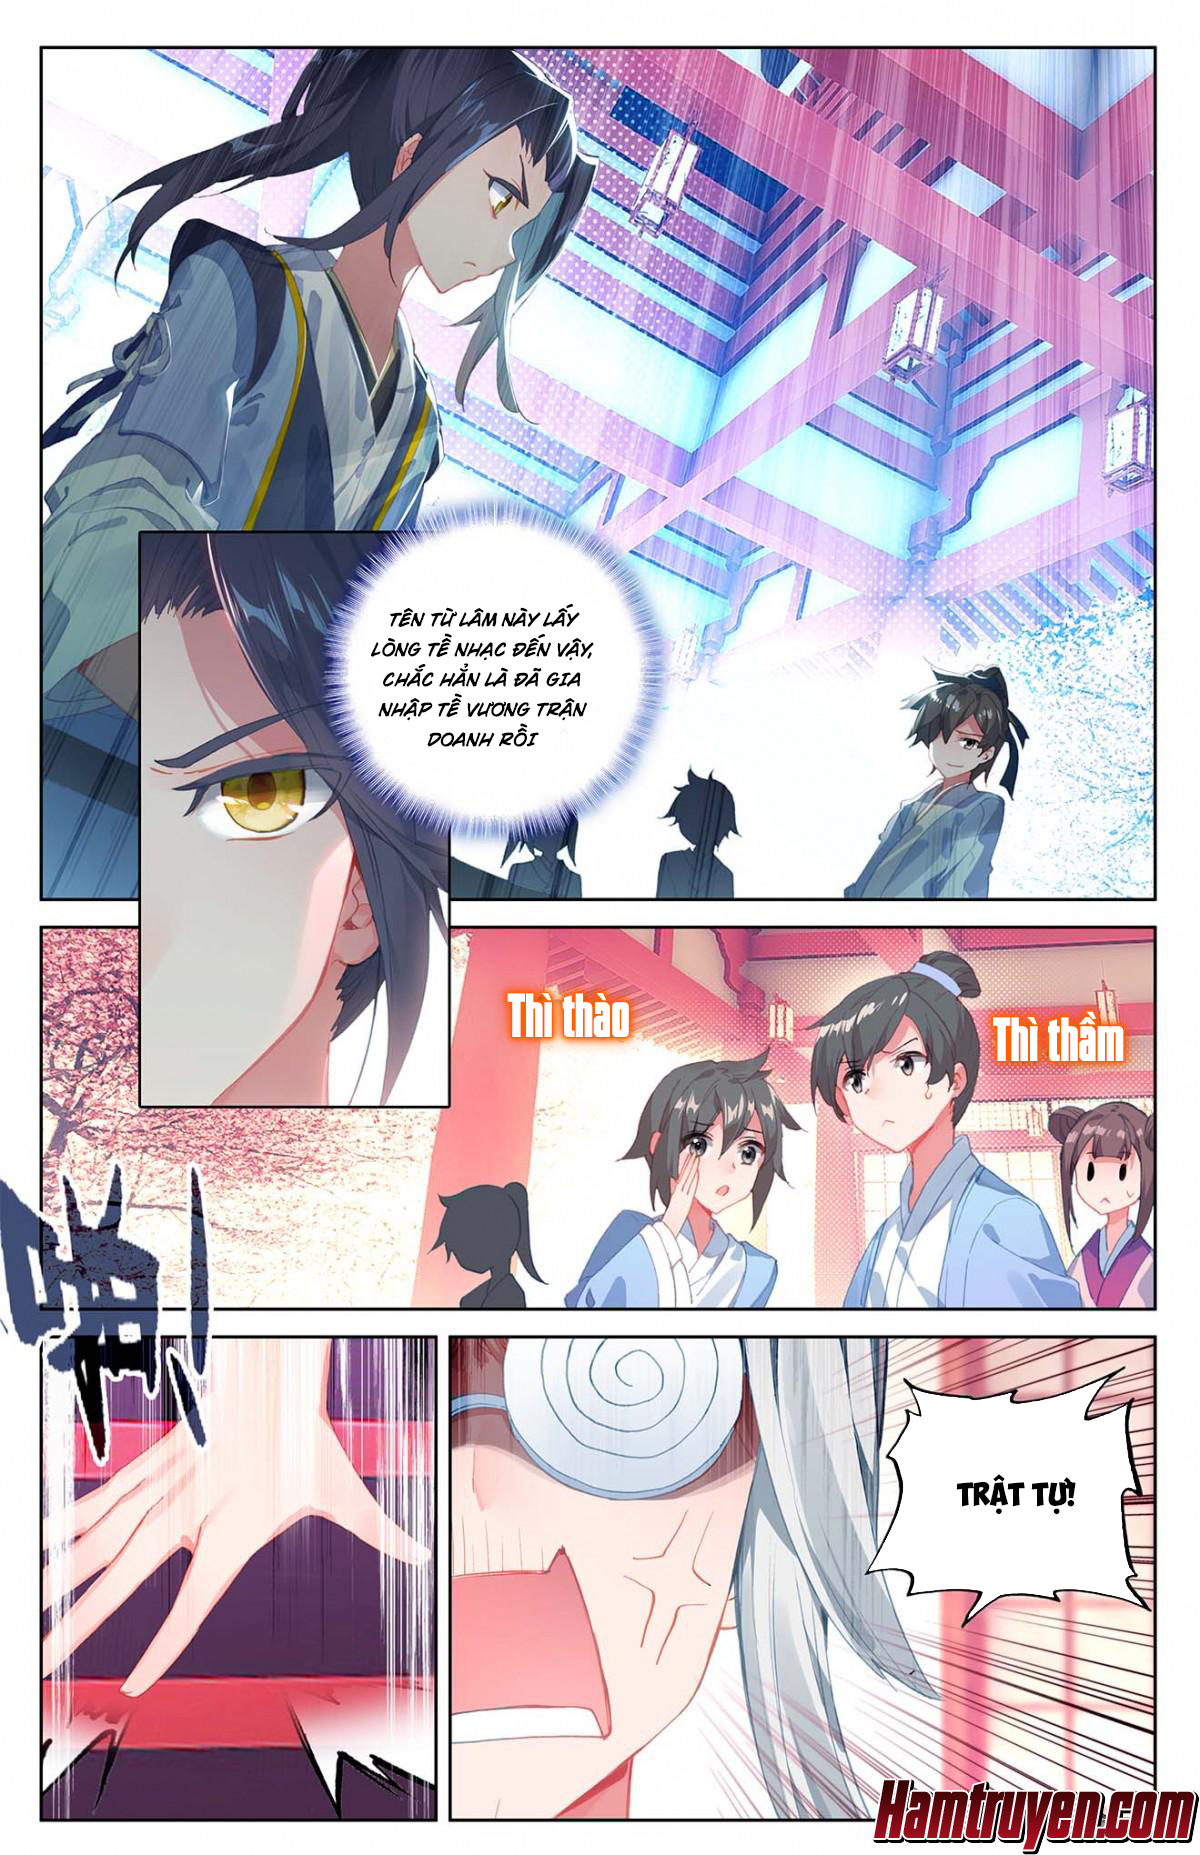 TÊN TỪ LÂM NÀY LẤY
LÒNG TỀ NHẠC ĐẾN VẬY,
CHẮC HẲN LÀ ĐÃ GIA
NHẬP TỀ VƯƠNG TRẬN
DOANH RỒI
Thì thào
Thì thầm
TRẬT TỰ!
Hamtruyen.com